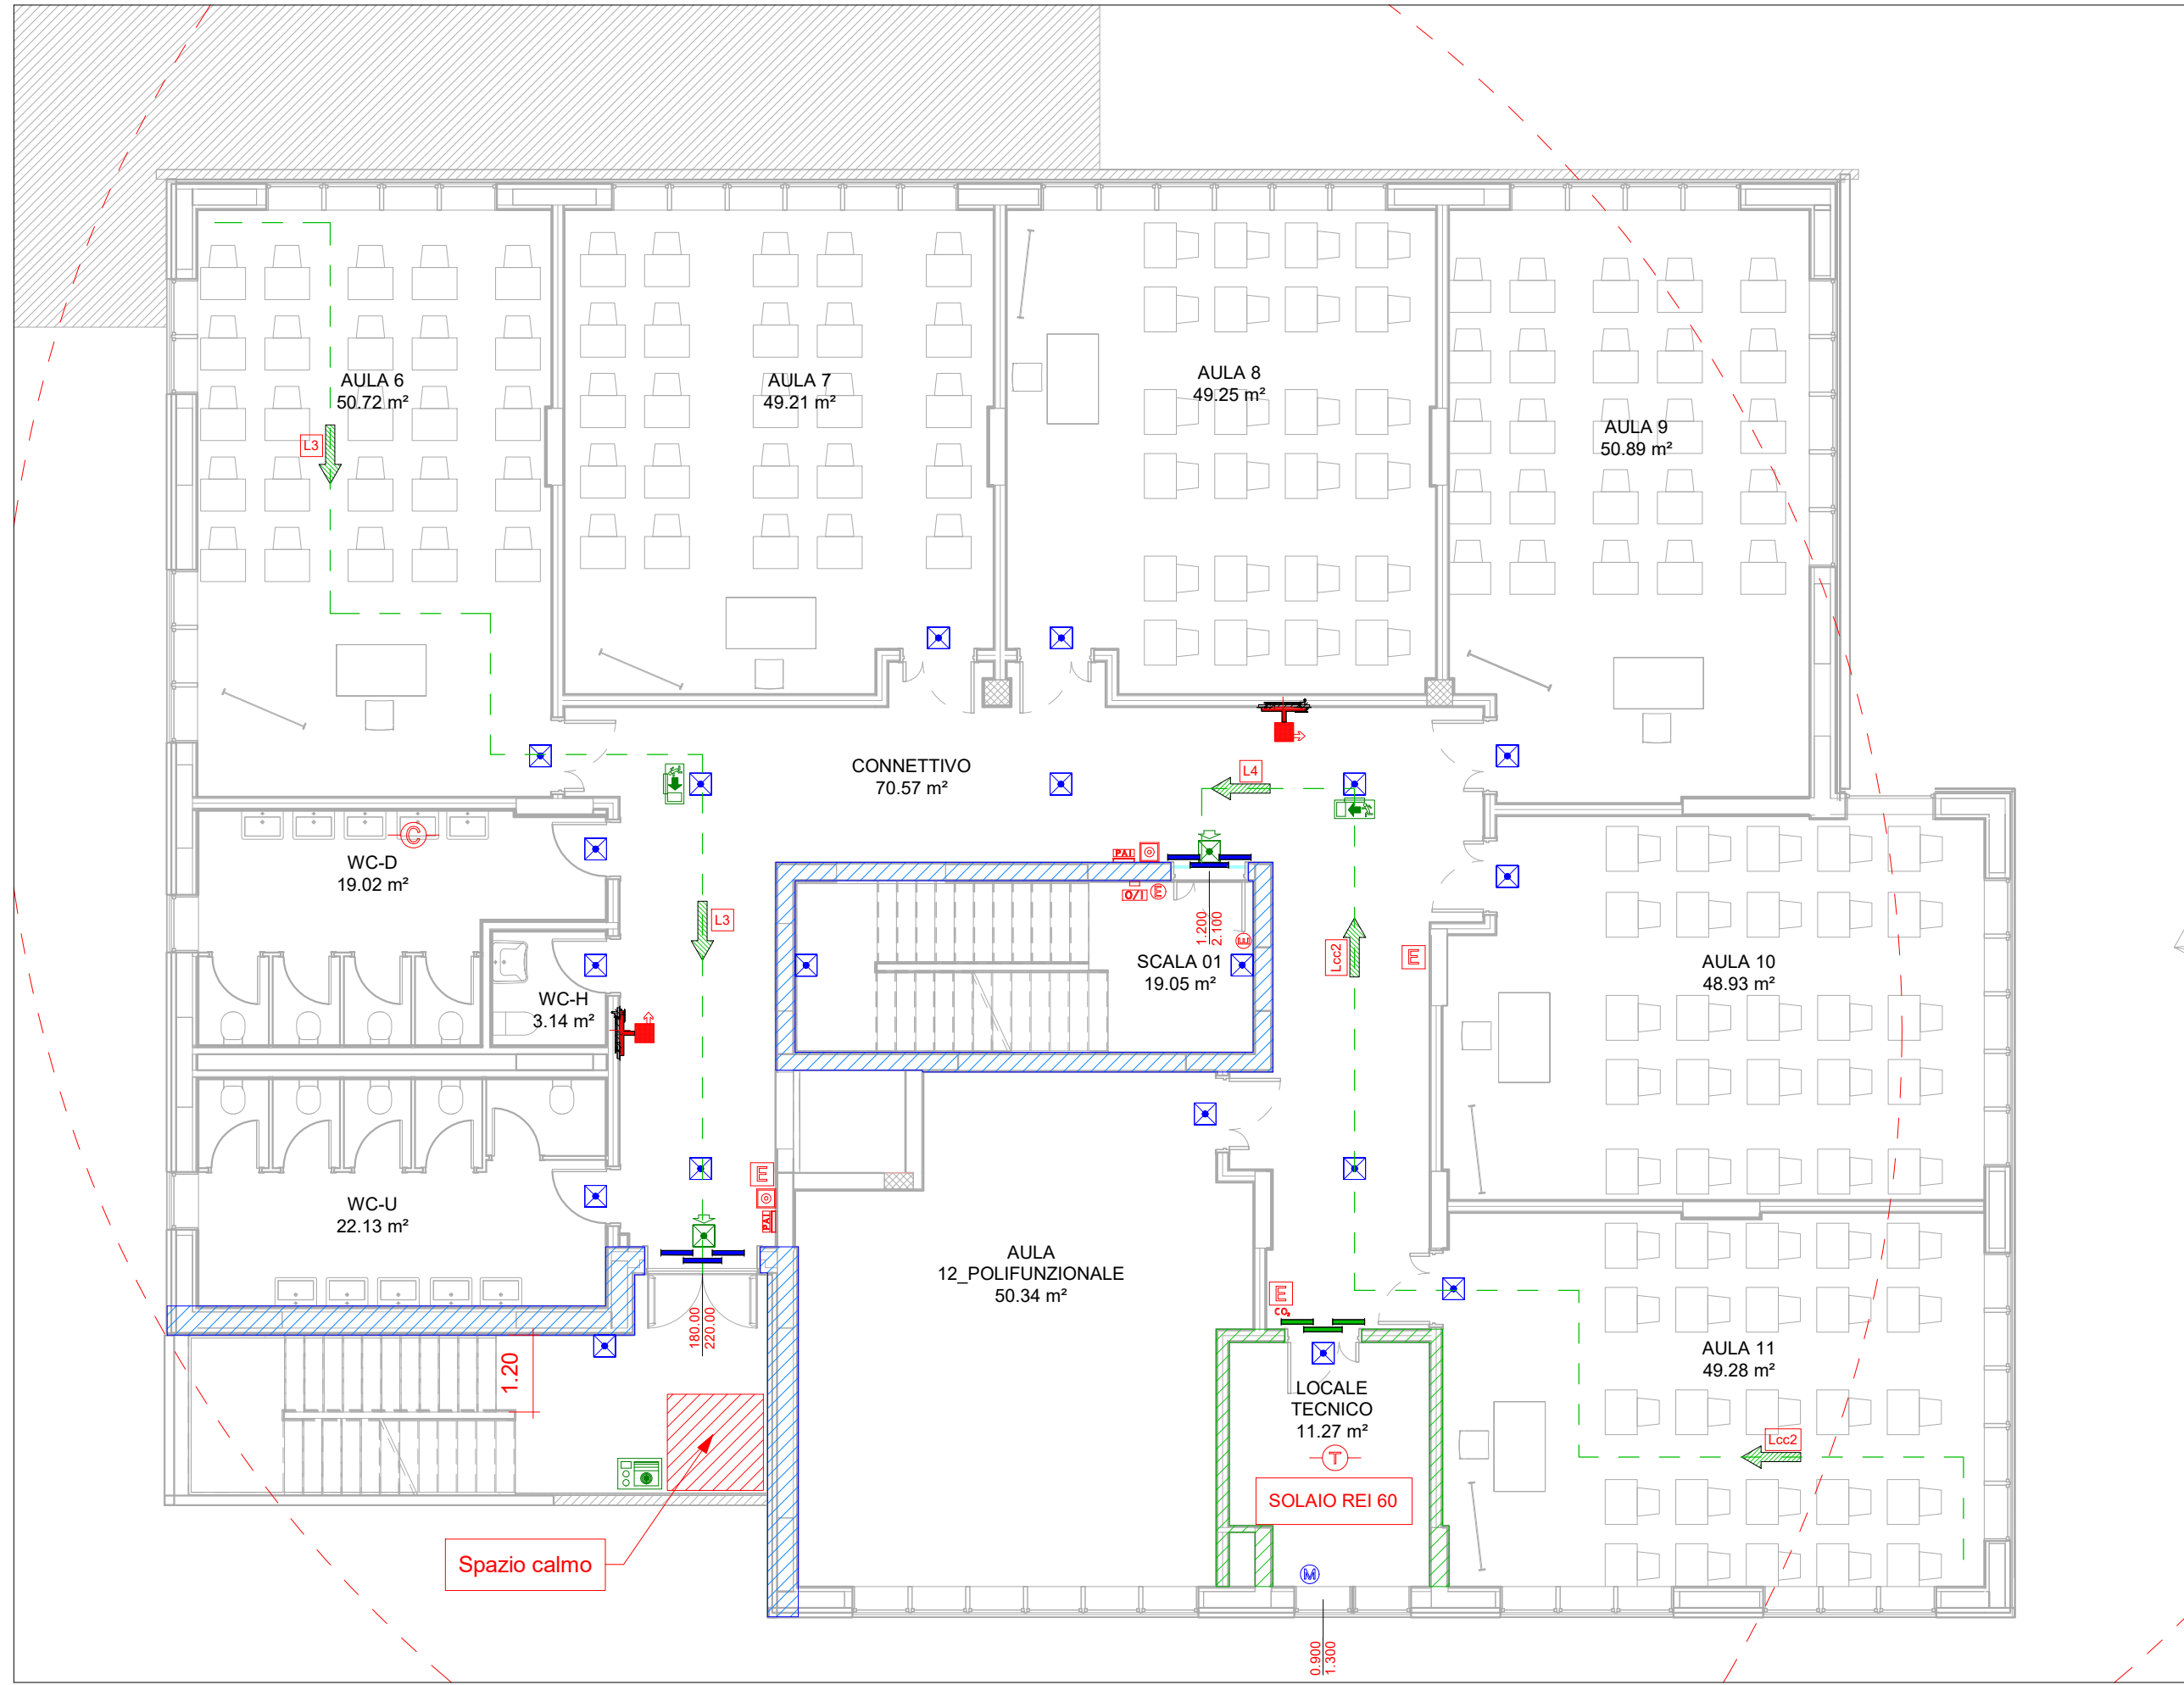 AULA 6
50.72 m²
AULA 7
49.21 m²
AULA 8
49.25 m²
AULA 9
50.89 m²
L3
CONNETTIVO
70.57 m²
L4
WC-D
19.02 m²
C
L3
PAI
O/I
E
E
1.200
2.100
SCALA 01
19.05 m²
Lcc2
E
AULA 10
48.93 m²
WC-H
3.14 m²
WC-U
22.13 m²
E
PAI
180.00
220.00
AULA
12_POLIFUNZIONALE
50.34 m²
E
CO₂
1.20
LOCALE
TECNICO
11.27 m²
T
SOLAIO REI 60
AULA 11
49.28 m²
Lcc2
Spazio calmo
M
0.900
1.300